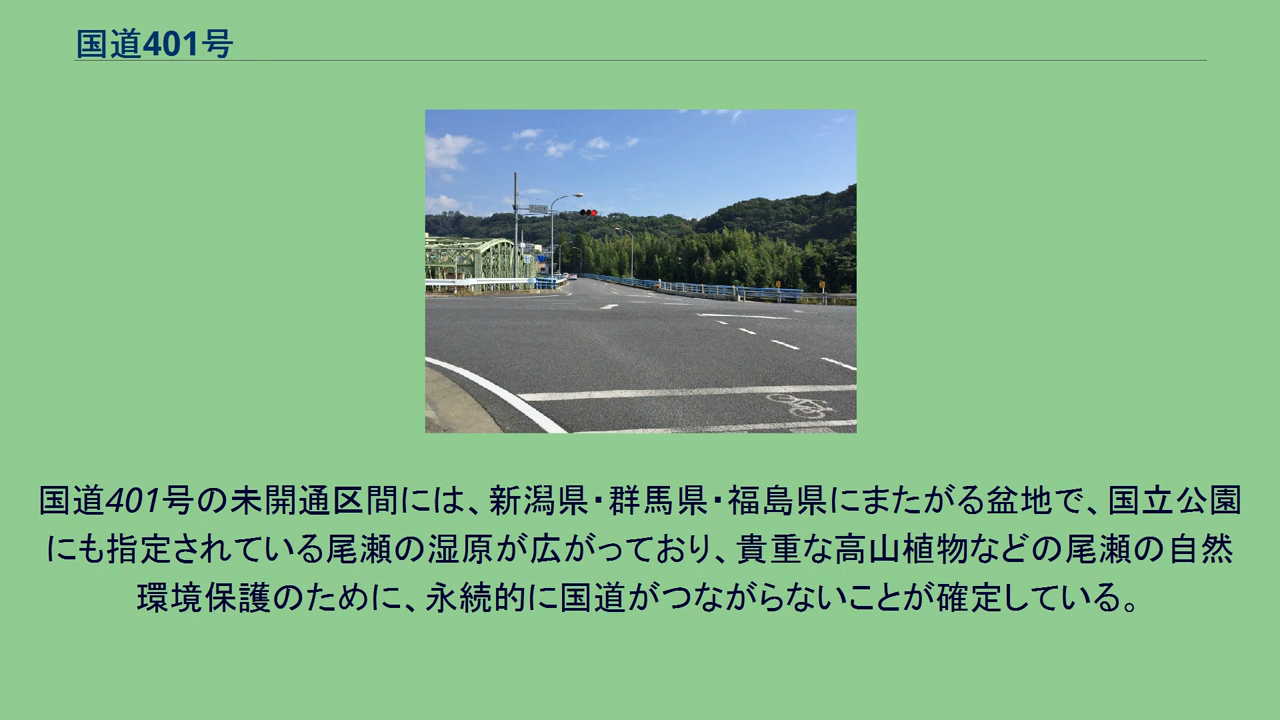 国道401号
国道401号の未開通区間には、新潟県・群馬県・福島県にまたがる盆地で、国立公園
にも指定されている尾瀬の湿原が広がっており、貴重な高山植物などの尾瀬の自然
環境保護のために、永続的に国道がつながらないことが確定している。